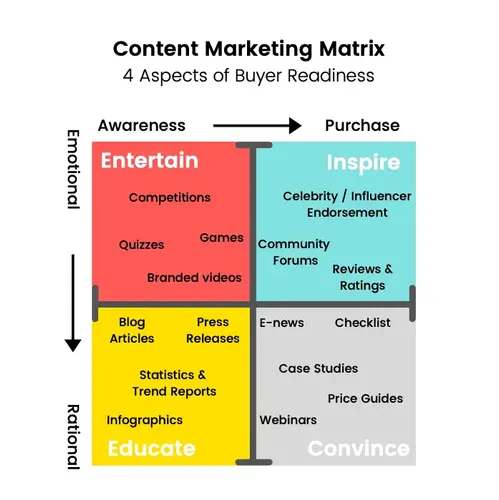 Content Marketing Matrix
4 Aspects of Buyer Readiness
Awareness
Purchase
Emotional
Rational
Entertain
Competitions
Quizzes
Games
Branded videos
Inspire
Celebrity / Influencer
Endorsement
Community
Forums
Reviews &
Ratings
Blog
Articles
Press
Releases
Statistics &
Trend Reports
Infographics
Educate
E-news
Checklist
Case Studies
Price Guides
Webinars
Convince